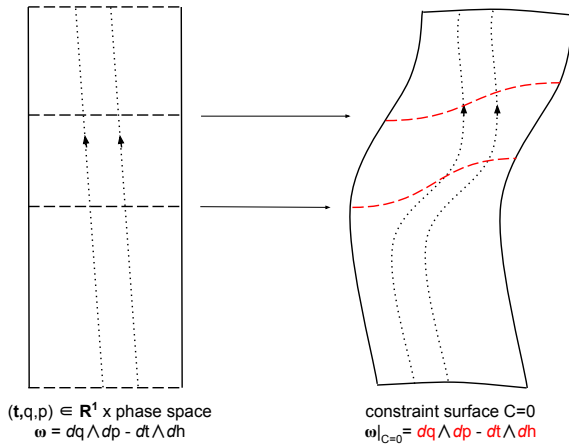 (t,q,p) ∈ R¹ x phase space
ω = dq∧dp - dt∧dh
constraint surface C=0
ω|C=0= dq∧dp - dt∧dh